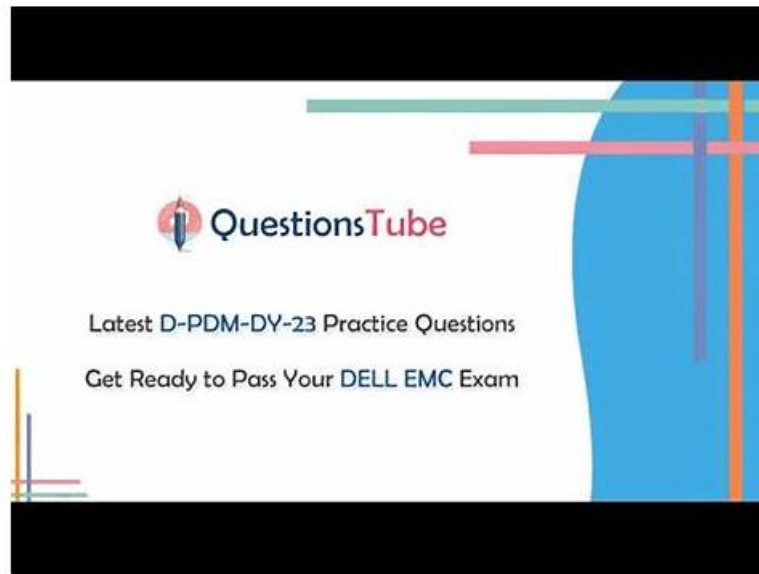 QuestionsTube
Latest D-PDM-DY-23 Practice Questions
Get Ready to Pass Your DELL EMC Exam